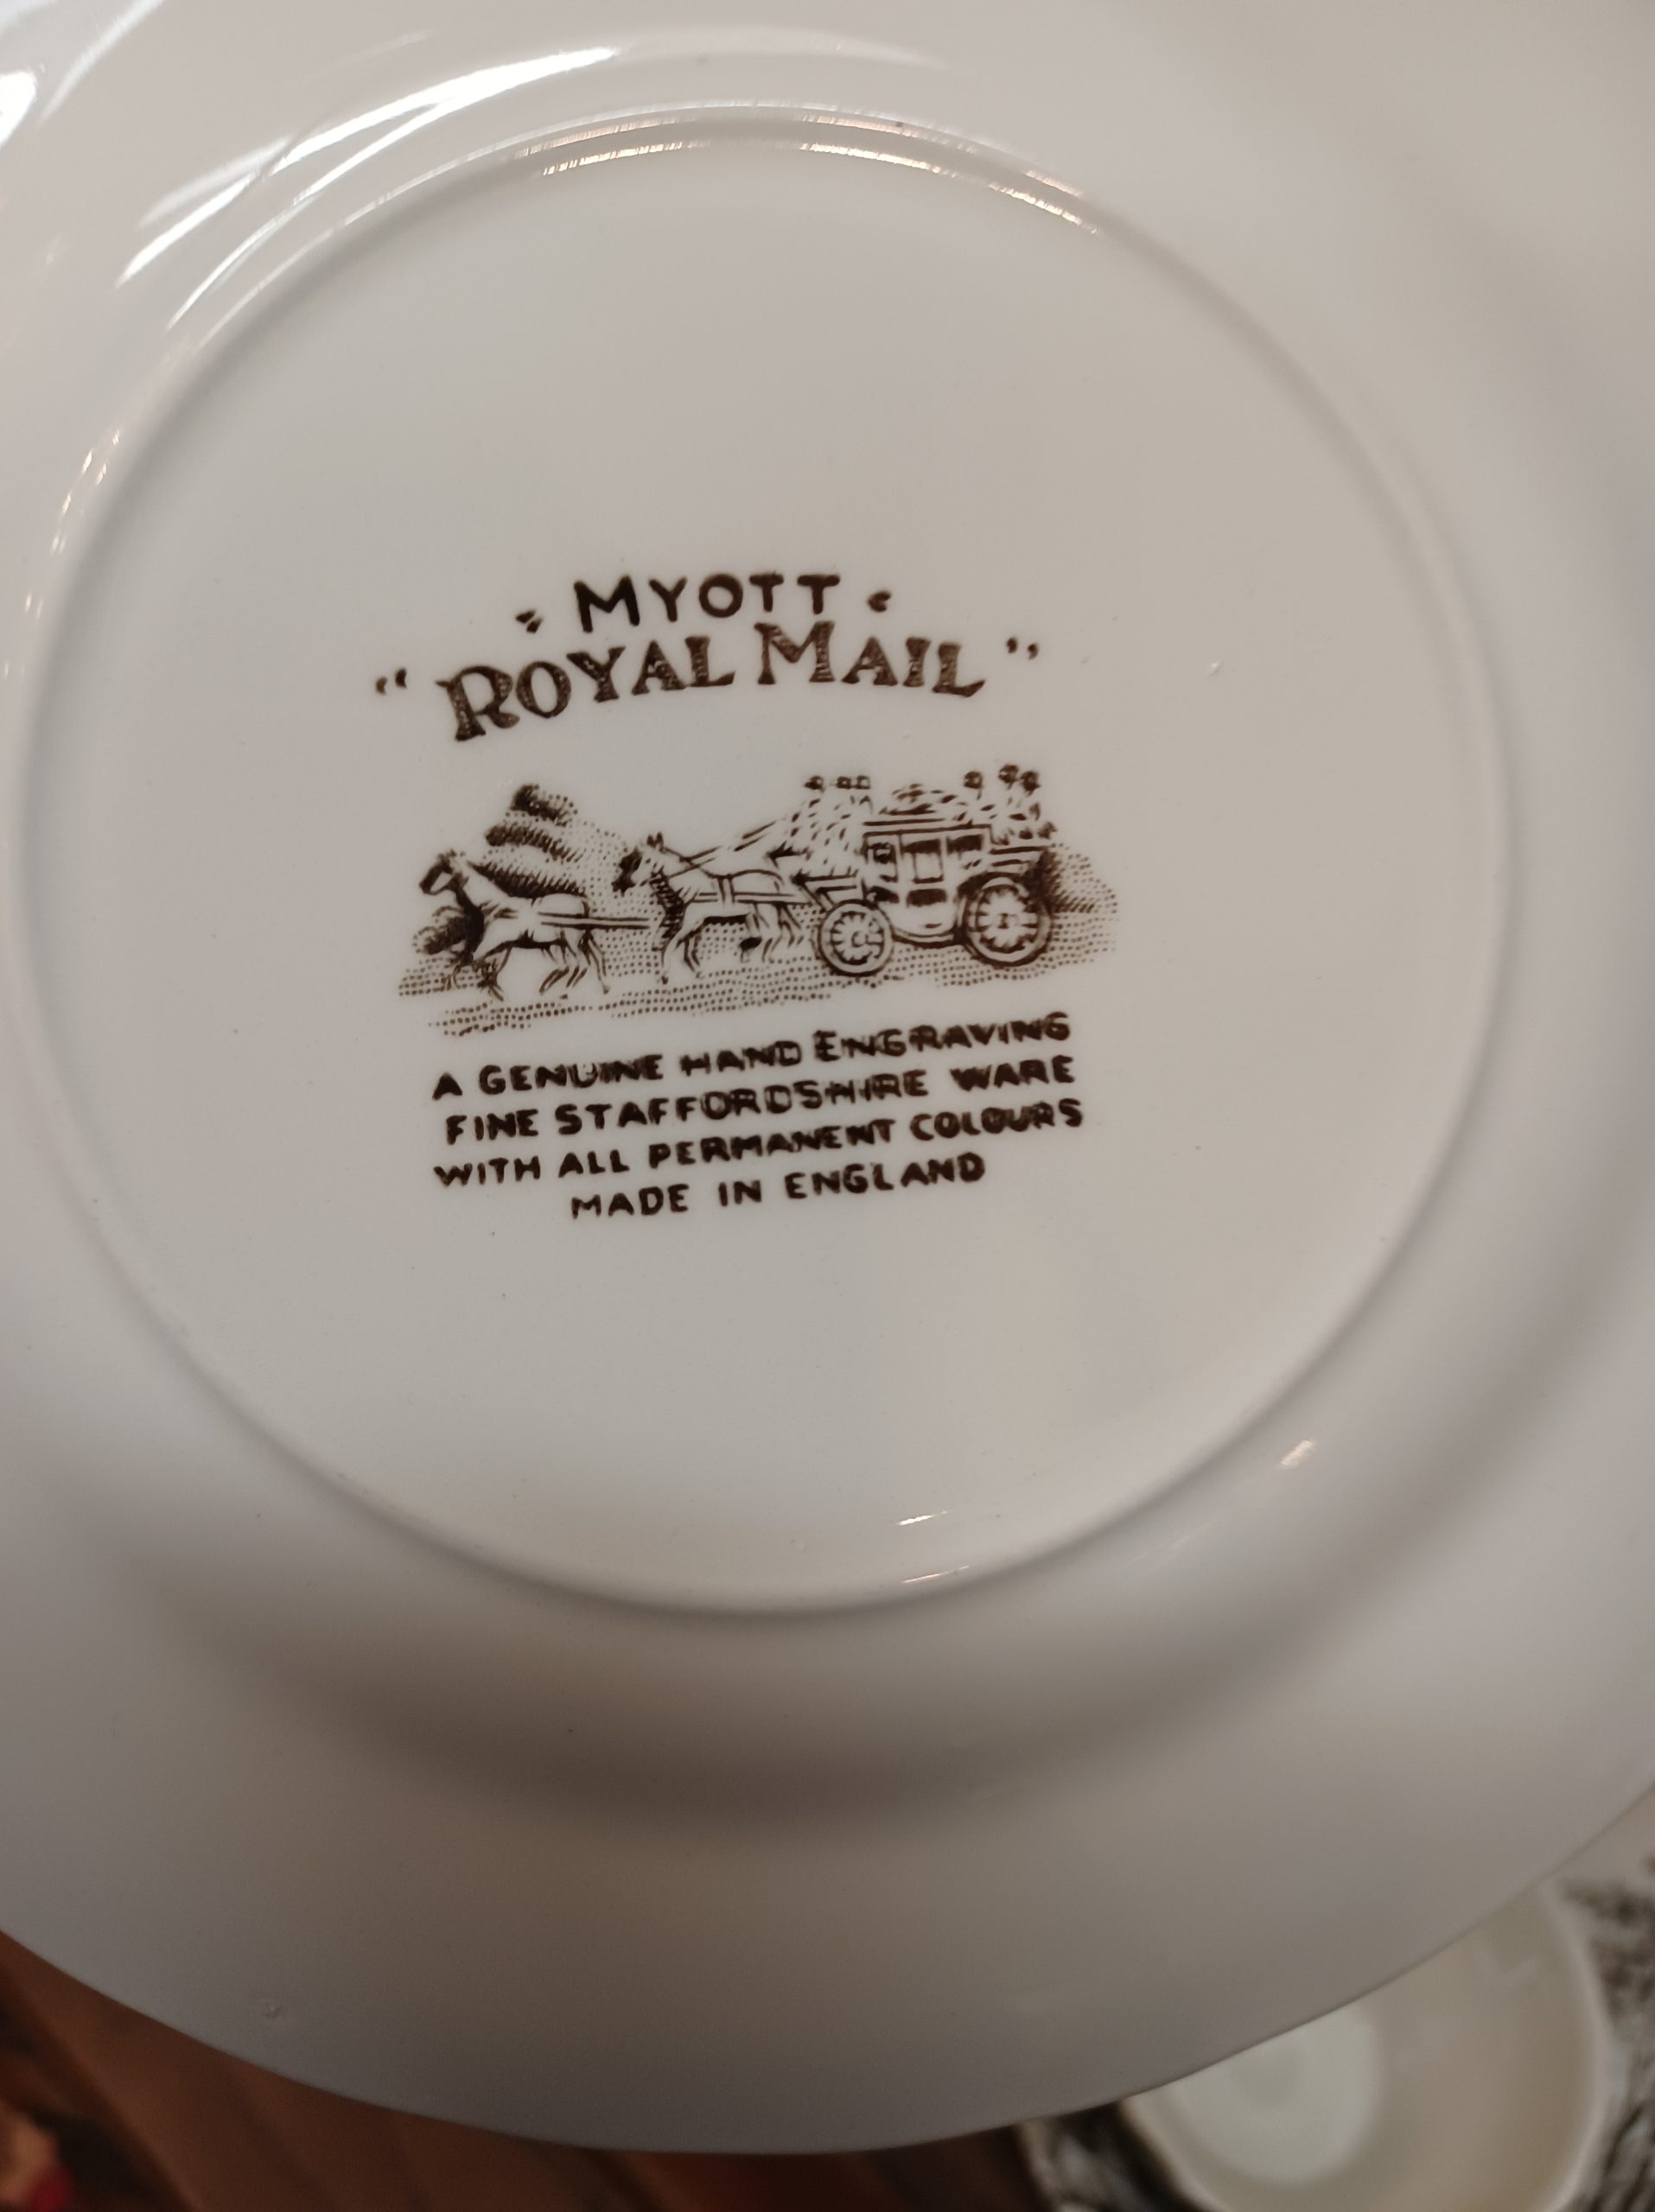 MYOTT
"ROYAL MAIL"
A GENUINE HAND ENGRAVING
FINE STAFFORDSHIRE WARE
WITH ALL PERMANENT COLOURS
MADE IN ENGLAND